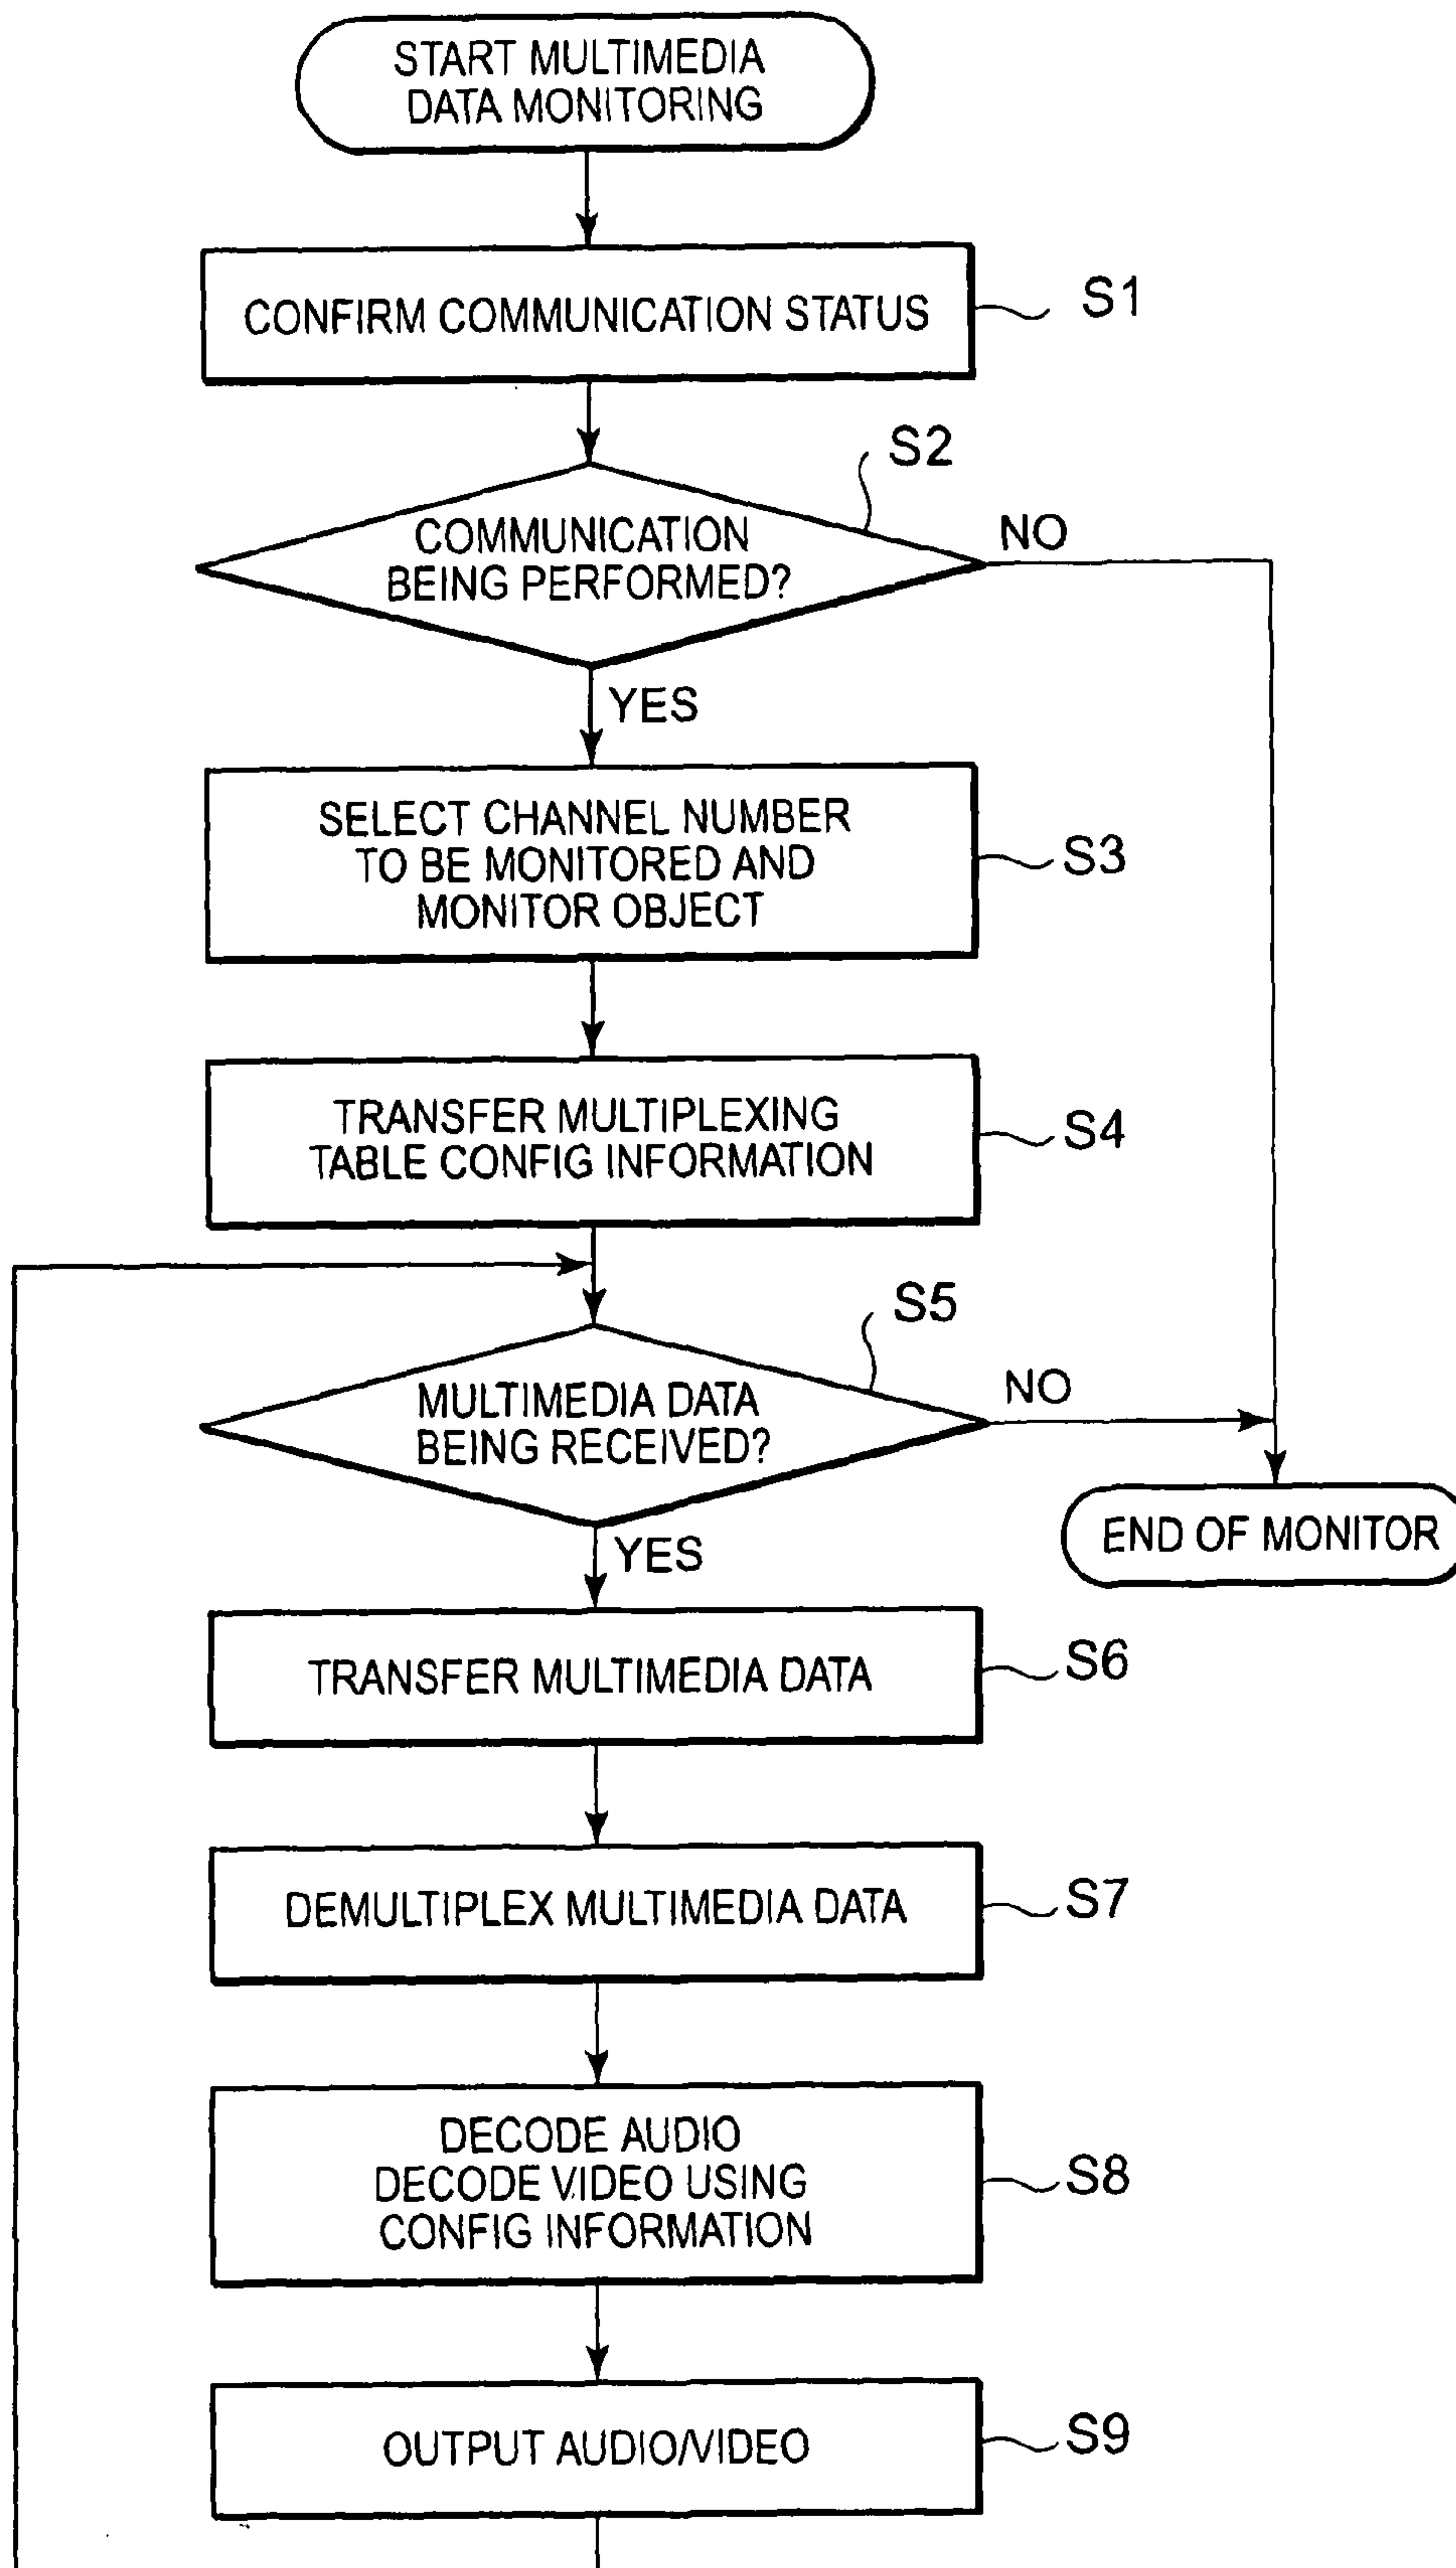 START MULTIMEDIA
DATA MONITORING
CONFIRM COMMUNICATION STATUS
S1
S2
COMMUNICATION
BEING PERFORMED?
NO
YES
SELECT CHANNEL NUMBER
TO BE MONITORED AND
MONITOR OBJECT
S3
TRANSFER MULTIPLEXING
TABLE CONFIG INFORMATION
S4
S5
MULTIMEDIA DATA
BEING RECEIVED?
NO
YES
END OF MONITOR
TRANSFER MULTIMEDIA DATA
S6
DEMULTIPLEX MULTIMEDIA DATA
S7
DECODE AUDIO
DECODE VIDEO USING
CONFIG INFORMATION
S8
OUTPUT AUDIO/VIDEO
S9